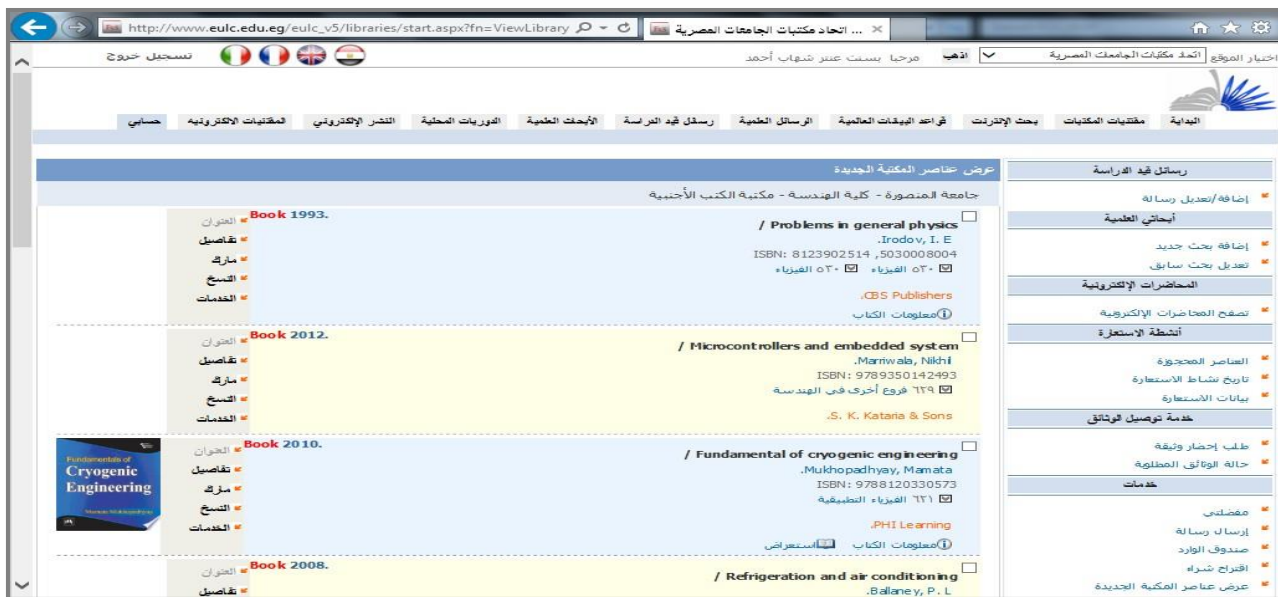 http://www.eulc.edu.eg/eulc_v5/libraries/start.aspx?fn=ViewLibrary
اتحاد مكتبات الجامعات المصرية ...
اختيار الموقع اتحاد مكتبات الجامعات المصرية اذهب مرحبا بسنت عنتر شهاب أحمد تسجيل خروج
البداية مقتنيات المكتبات بحث الإنترنت قواعد البيانات العالمية الرسائل العلمية رسائل قيد الدراسة الأبحاث العلمية الدوريات المحلية النشر الإلكتروني المقتنيات الالكترونية حسابي
رسائل قيد الدراسة
إضافة/تعديل رسالة
أبحاثي العلمية
إضافة بحث جديد
تعديل بحث سابق
المحاضرات الإلكترونية
تصفح المحاضرات الإلكترونية
أنشطة الاستعارة
العناصر المحجوزة
تاريخ نشاط الاستعارة
بيانات الاستعارة
خدمة توصيل الوثائق
طلب إحضار وثيقة
حالة الوثائق المطلوبة
خدمات
مفضلتي
إرسال رسالة
صندوق الوارد
اقتراح شراء
عرض عناصر المكتبة الجديدة
عرض عناصر المكتبة الجديدة
جامعة المنصورة - كلية الهندسة - مكتبة الكتب الأجنبية
Problems in general physics /
Irodov, I. E.
ISBN: 8123902514 ,5030008004
٥٣٠ الفيزياء ٥٣٠ الفيزياء
CBS Publishers.
معلومات الكتاب
Book 1993.
العنوان
تفاصيل
مارك
النسخ
الخدمات
Microcontrollers and embedded system /
Marriwala, Nikhil.
ISBN: 9789350142493
٦٢٩ فروع أخرى في الهندسة
S. K. Kataria & Sons.
Book 2012.
العنوان
تفاصيل
مارك
النسخ
الخدمات
Fundamental of cryogenic engineering /
Mukhopadhyay, Mamata.
ISBN: 9788120330573
٦٢١ الفيزياء التطبيقية
PHI Learning.
معلومات الكتاب استعراض
Book 2010.
العنوان
تفاصيل
مارك
النسخ
الخدمات
Fundamentals of
Cryogenic
Engineering
Refrigeration and air conditioning /
Ballaney, P. L.
Book 2008.
العنوان
تفاصيل